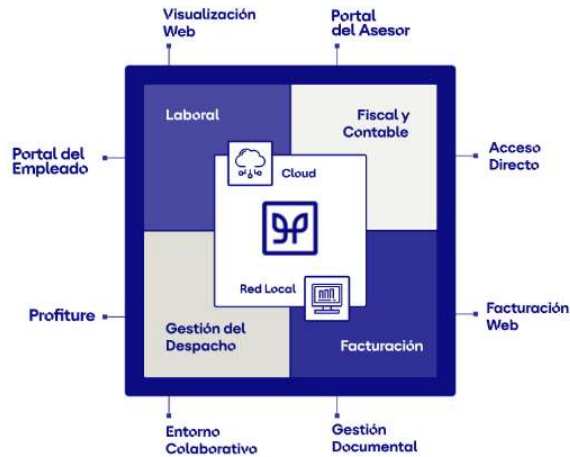 Visualización
Web
Portal
del Asesor
Laboral
Fiscal y
Contable
Portal del
Empleado
Cloud
Acceso
Directo
Red Local
Profiture
Gestión del
Despacho
Facturación
Facturación
Web
Entorno
Colaborativo
Gestión
Documental